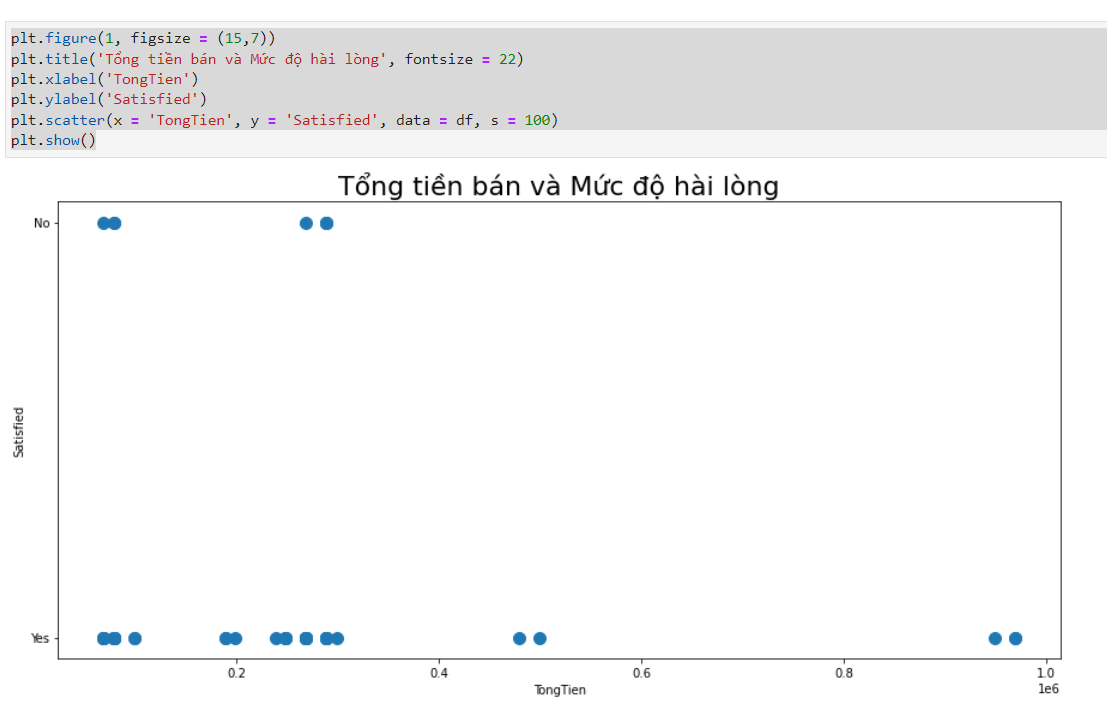 plt.figure(1, figsize = (15,7))
plt.title('Tổng tiền bán và Mức độ hài lòng', fontsize = 22)
plt.xlabel('TongTien')
plt.ylabel('Satisfied')
plt.scatter(x = 'TongTien', y = 'Satisfied', data = df, s = 100)
plt.show()
Tổng tiền bán và Mức độ hài lòng
No
Satisfied
Yes
0.2 0.4 0.6 0.8 1.0
TongTien
1e6